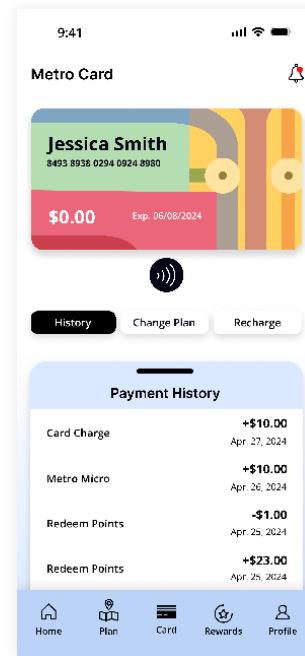 9:41
Metro Card
Jessica Smith
8493 8938 0294 0924 8980
$0.00 Exp. 06/08/2024
History Change Plan Recharge
Payment History
Card Charge +$10.00
Apr. 27, 2024
Metro Micro +$10.00
Apr. 26, 2024
Redeem Points -$1.00
Apr. 25, 2024
Redeem Points +$23.00
Apr. 25, 2024
Home Plan Card Rewards Profile